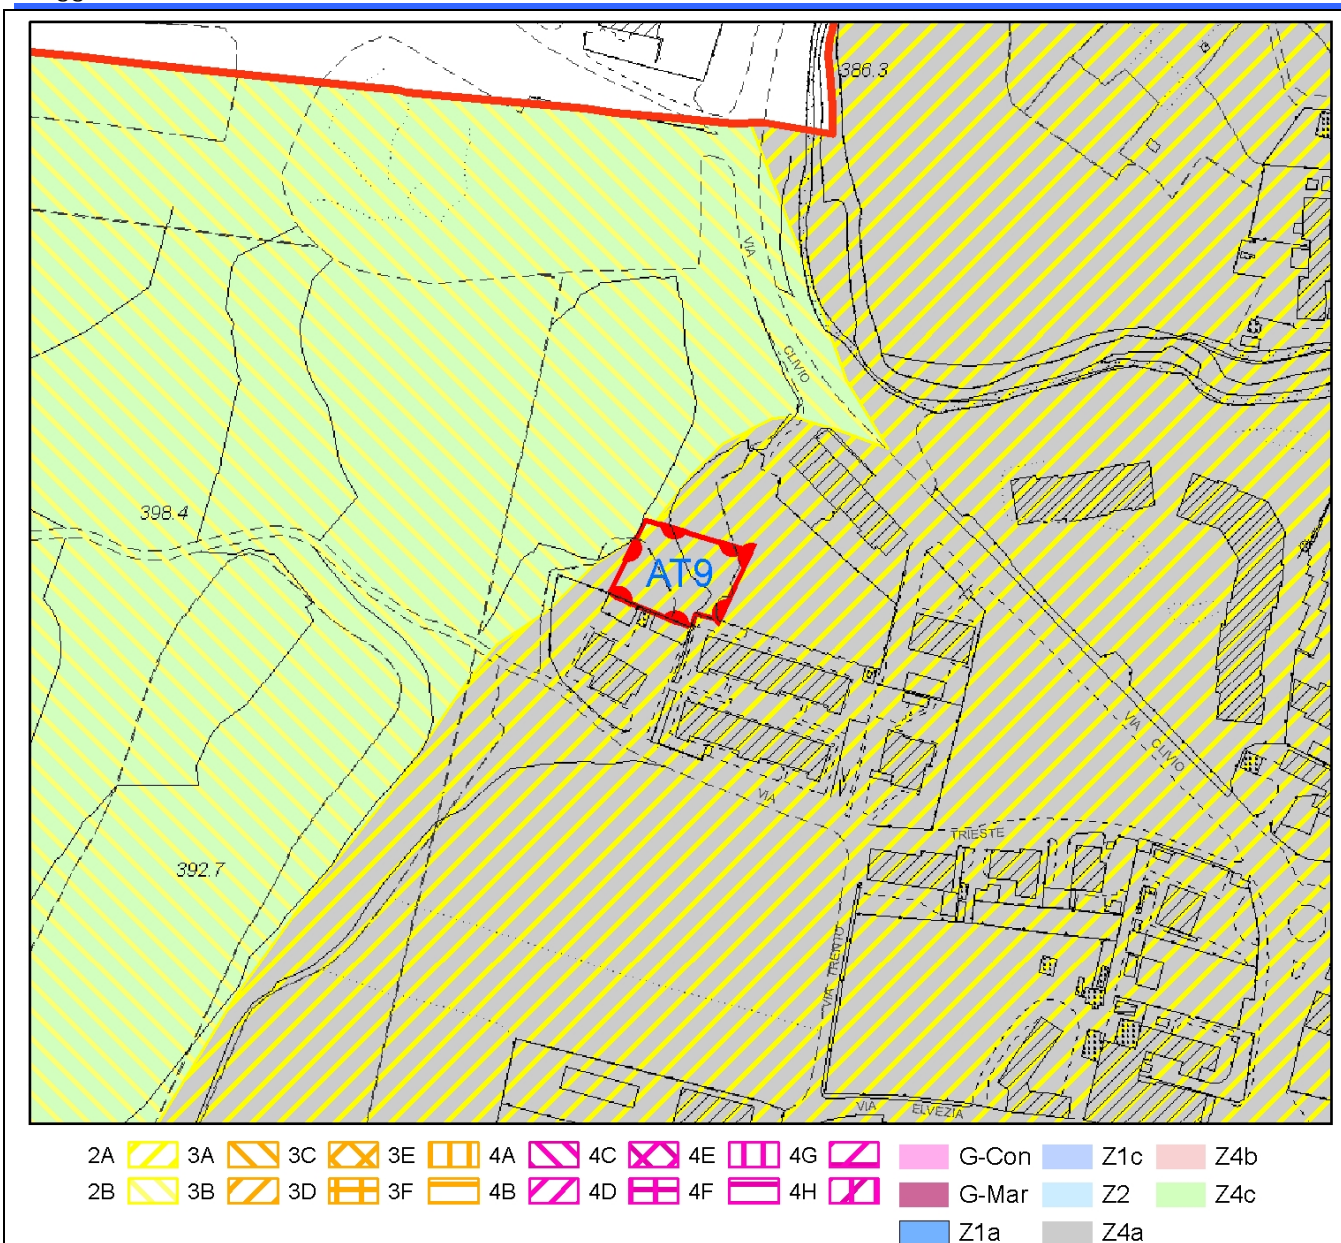 386.3
VIA
CLIVIO
398.4
AT9
VIA CLIVIO
VIA
TRIESTE
392.7
VIA TRENTO
VIA ELVEZIA
2A 3A 3C 3E 4A 4C 4E 4G G-Con Z1c Z4b
2B 3B 3D 3F 4B 4D 4F 4H G-Mar Z2 Z4c
Z1a Z4a